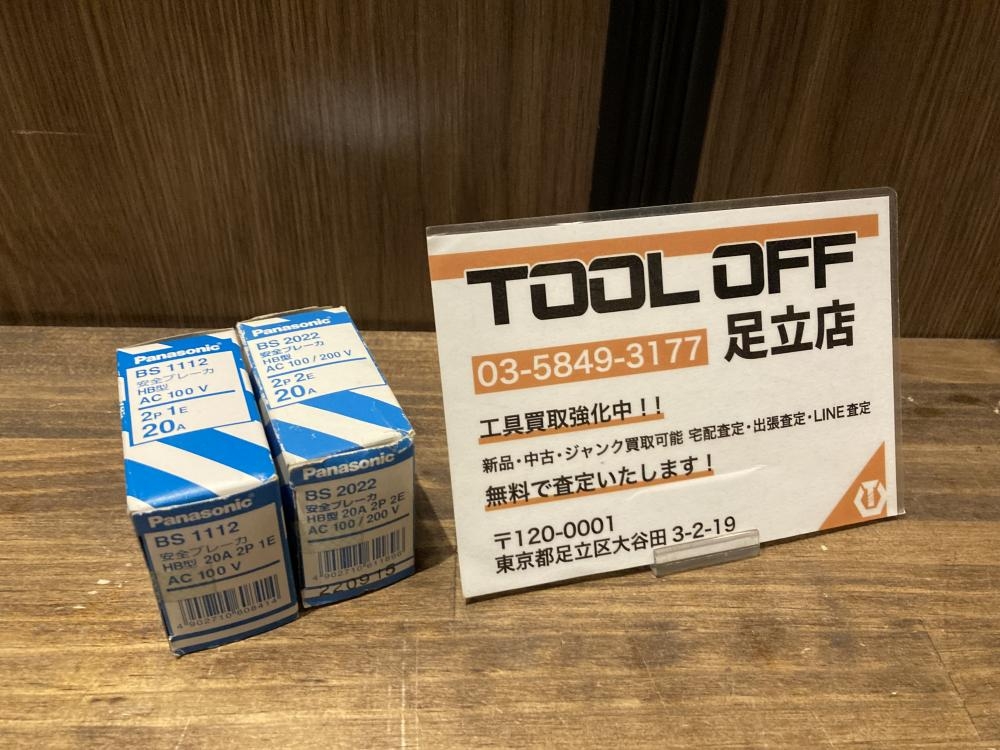 Panasonic
BS 1112
安全ブレーカ
HB型
AC 100 V
2P 1E
20A
Panasonic
BS 1112
安全ブレーカ
HB型 20A 2P 1E
AC 100 V
4 902710 608414
Panasonic
BS 2022
安全ブレーカ
HB型
AC 100/200 V
2P 2E
20A
Panasonic
BS 2022
安全ブレーカ
HB型 20A 2P 2E
AC 100/200 V
220915
TOOL OFF
足立店
03-5849-3177
工具買取強化中!!
新品・中古・ジャンク買取可能 宅配査定・出張査定・LINE査定
無料で査定いたします!
〒120-0001
東京都足立区大谷田 3-2-19